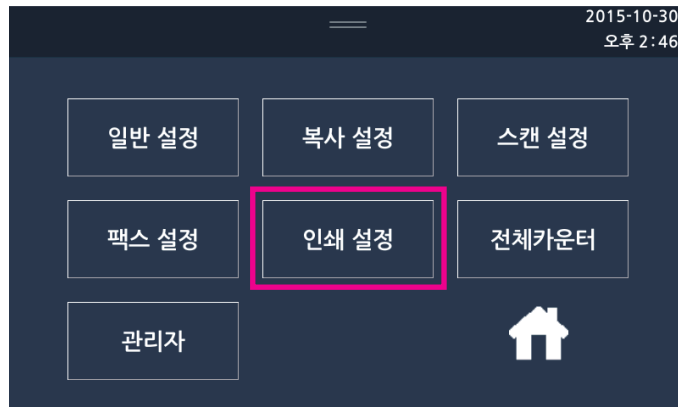 2015-10-30
오후 2:46
일반 설정
복사 설정
스캔 설정
팩스 설정
인쇄 설정
전체카운터
관리자